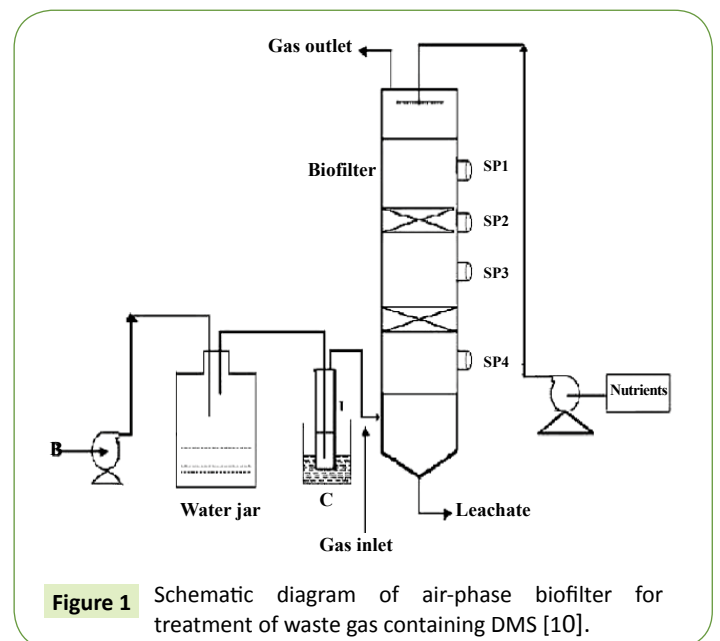 Gas outlet
Biofilter
SP1
SP2
SP3
SP4
Nutrients
B
Water jar
C
Gas inlet
Leachate
Figure 1 Schematic diagram of air-phase biofilter for
treatment of waste gas containing DMS [10].